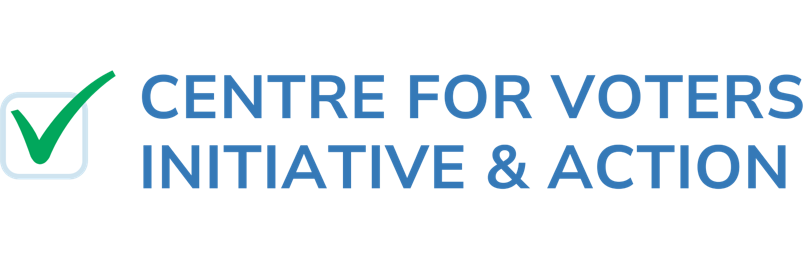 CENTRE FOR VOTERS
INITIATIVE & ACTION